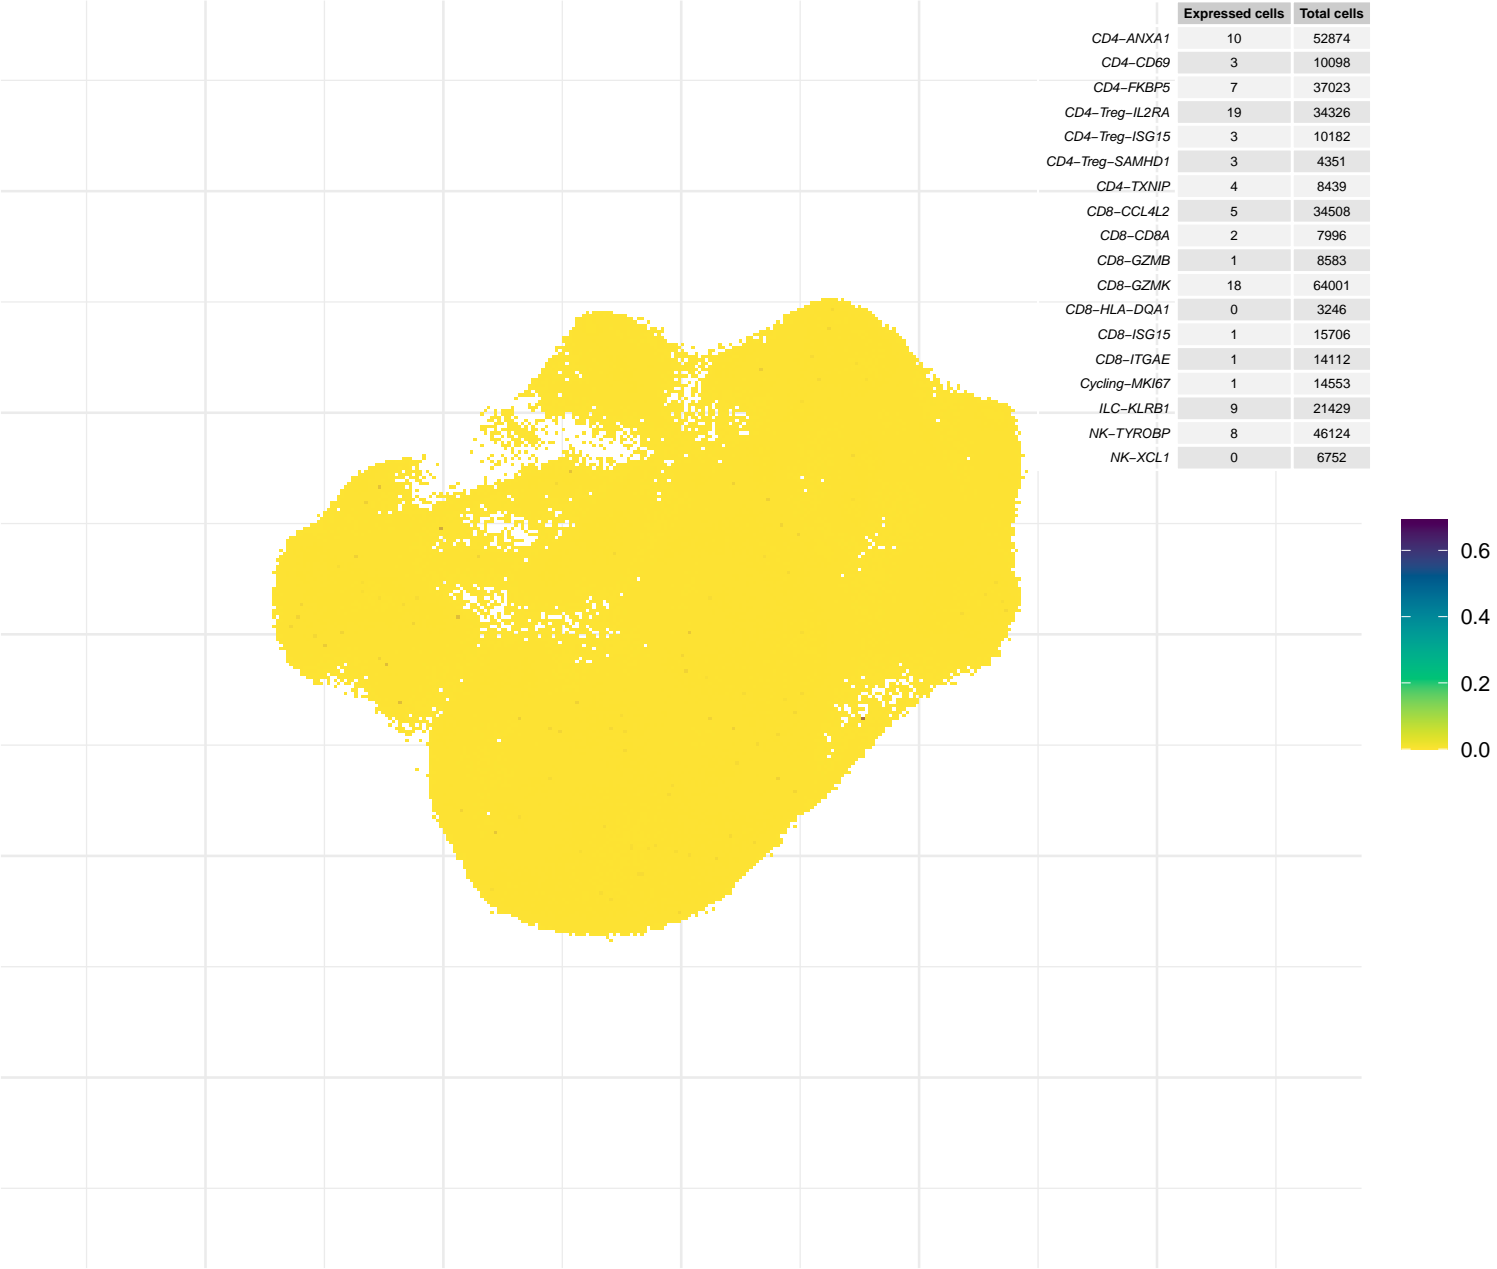 Expressed cells Total cells
CD4−ANXA1 10 52874
CD4−CD69 3 10098
CD4−FKBP5 7 37023
CD4−Treg−IL2RA 19 34326
CD4−Treg−ISG15 3 10182
CD4−Treg−SAMHD1 3 4351
CD4−TXNIP 4 8439
CD8−CCL4L2 5 34508
CD8−CD8A 2 7996
CD8−GZMB 1 8583
CD8−GZMK 18 64001
CD8−HLA−DQA1 0 3246
CD8−ISG15 1 15706
CD8−ITGAE 1 14112
Cycling−MKI67 1 14553
ILC−KLRB1 9 21429
NK−TYROBP 8 46124
NK−XCL1 0 6752
0.6
0.4
0.2
0.0